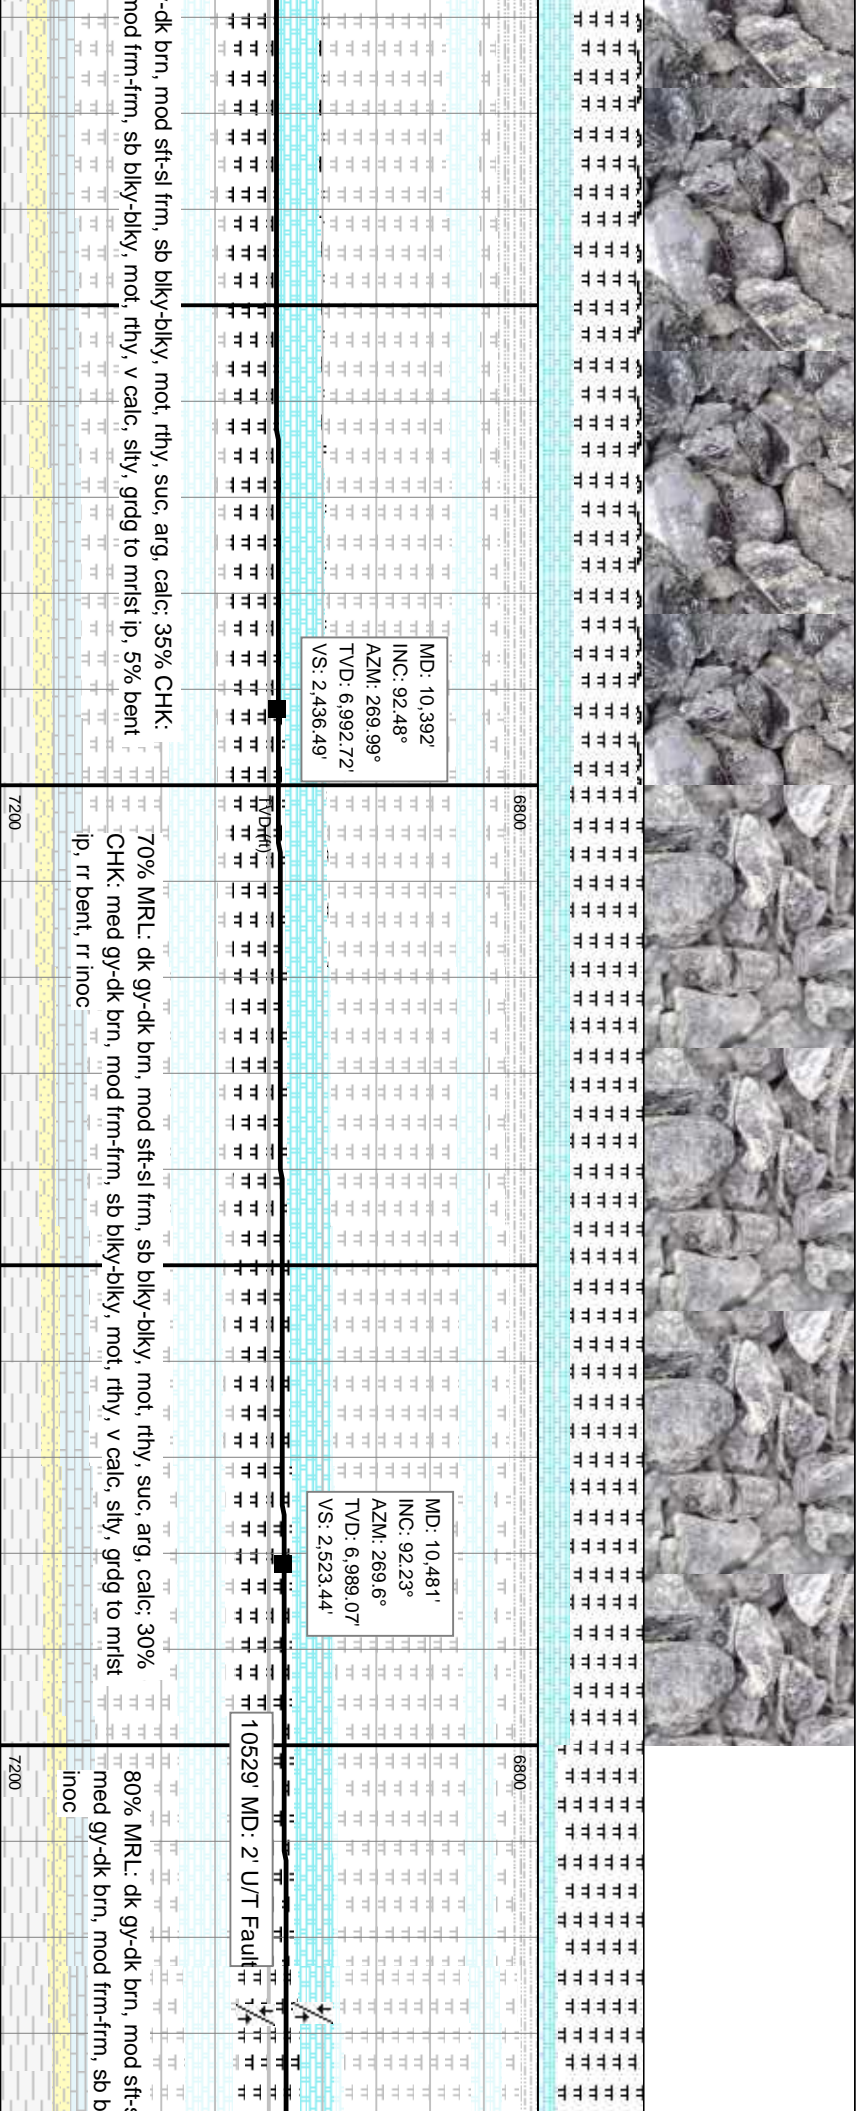 -dk brn, mod sft-sl frm, sb blky-blky, mot, rthy, suc, arg, calc; 35% CHK:
mod frm-frm, sb blky-blky, mot, rthy, v calc, slty, grdg to mrlst ip, 5% bent
MD: 10,392'
INC: 92.48°
AZM: 269.99°
TVD: 6,992.72'
VS: 2,436.49'
6800
TVD (ft)
7200
70% MRL: dk gy-dk brn, mod sft-sl frm, sb blky-blky, mot, rthy, suc, arg, calc; 30%
CHK: med gy-dk brn, mod frm-frm, sb blky-blky, mot, rthy, v calc, slty, grdg to mrlst
ip, rr bent, rr inoc
MD: 10,481'
INC: 92.23°
AZM: 269.6°
TVD: 6,989.07'
VS: 2,523.44'
10529' MD: 2' U/T Fault
6800
7200
80% MRL: dk gy-dk brn, mod sft-s
med gy-dk brn, mod frm-frm, sb b
inoc